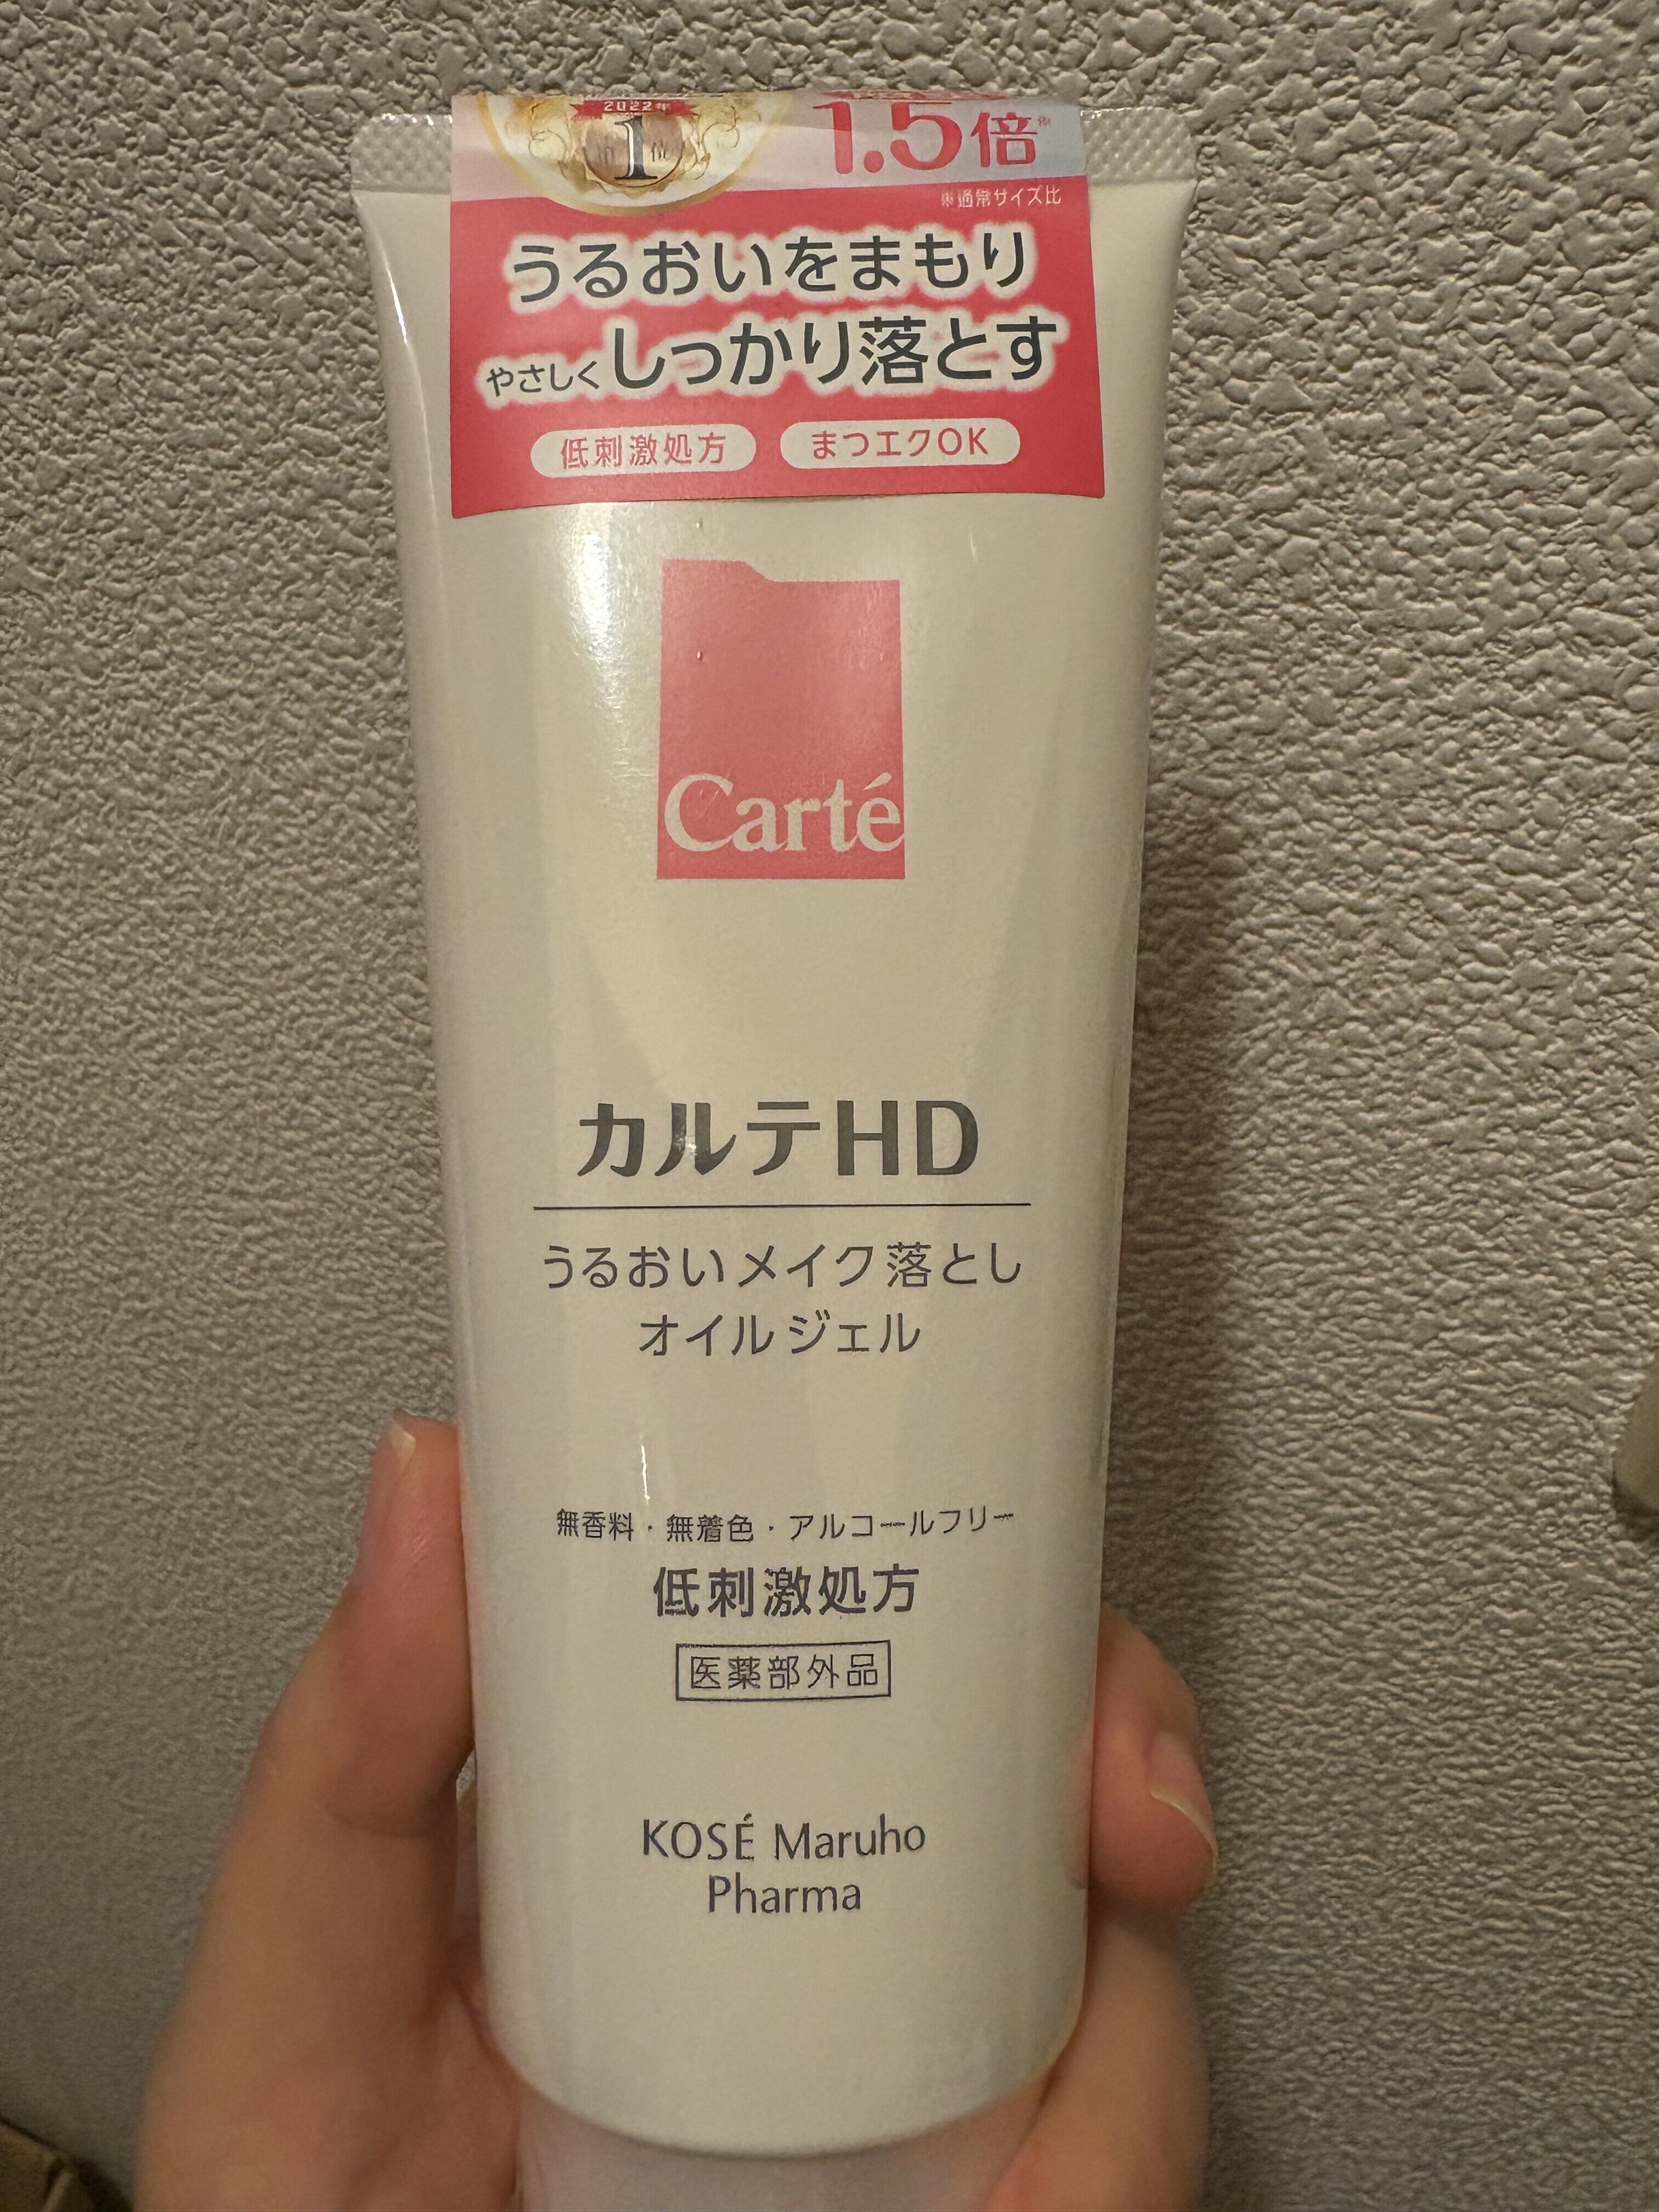 2022年
1位
1.5倍※
※通常サイズ比
うるおいをまもり
やさしくしっかり落とす
低刺激処方 まつエクOK
Carté
カルテHD
うるおいメイク落とし
オイルジェル
無香料・無着色・アルコールフリー
低刺激処方
医薬部外品
KOSÉ Maruho
Pharma